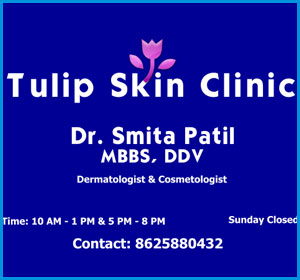 Tulip Skin Clinic
Dr. Smita Patil
MBBS, DDV
Dermatologist & Cosmetologist
Time: 10 AM - 1 PM & 5 PM - 8 PM Sunday Closed
Contact: 8625880432